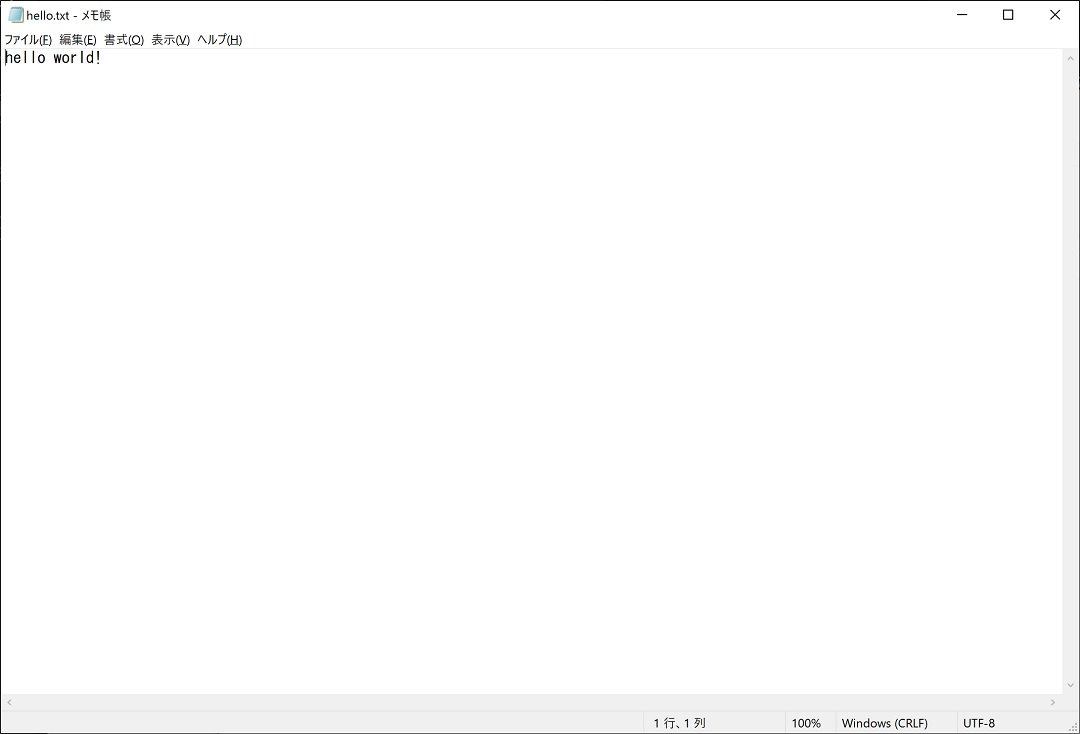 hello.txt - メモ帳
ファイル(F) 編集(E) 書式(O) 表示(V) ヘルプ(H)
hello world!
1 行、1 列 100% Windows (CRLF) UTF-8